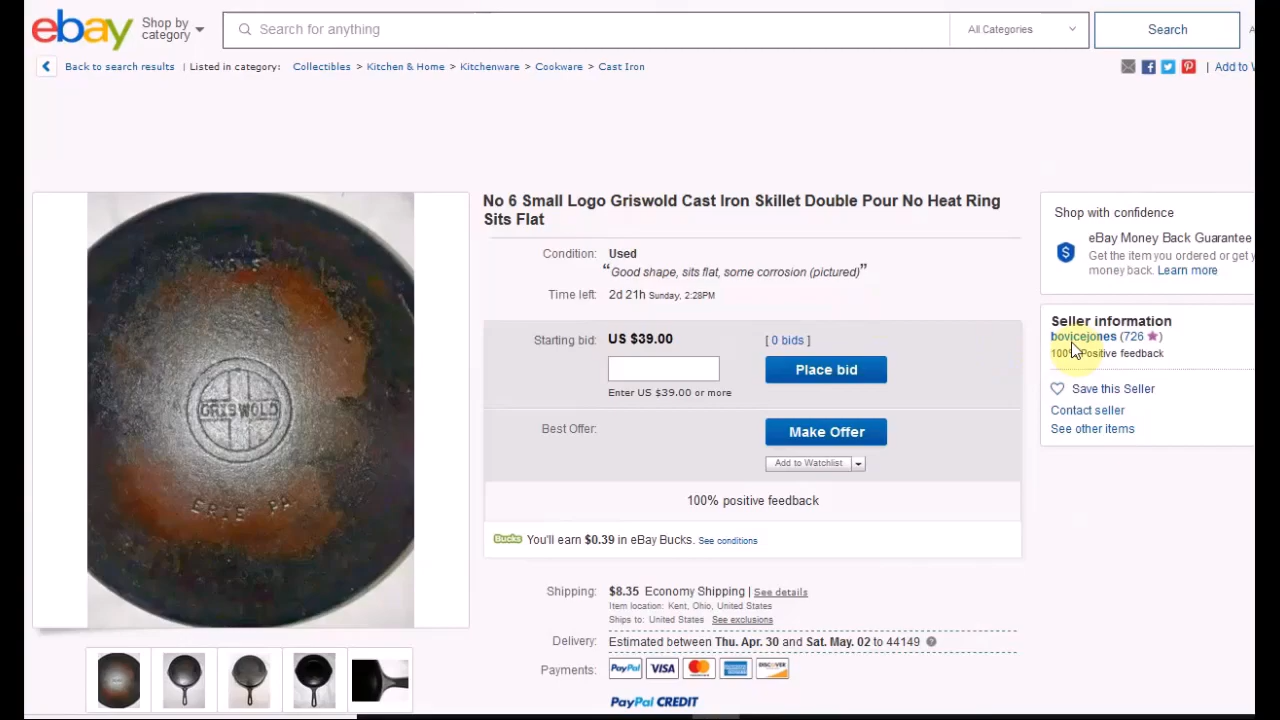 ebay
Shop by
category
Search for anything
All Categories
Search
Back to search results | Listed in category: Collectibles > Kitchen & Home > Kitchenware > Cookware > Cast Iron
| Add to
No 6 Small Logo Griswold Cast Iron Skillet Double Pour No Heat Ring
Sits Flat
Condition: Used
“Good shape, sits flat, some corrosion (pictured)”
Time left: 2d 21h Sunday, 2:28PM
Starting bid: US $39.00 [ 0 bids ]
Place bid
Enter US $39.00 or more
Best Offer:
Make Offer
Add to Watchlist
100% positive feedback
Bucks You'll earn $0.39 in eBay Bucks. See conditions
Shipping: $8.35 Economy Shipping | See details
Item location: Kent, Ohio, United States
Ships to: United States See exclusions
Delivery: Estimated between Thu. Apr. 30 and Sat. May. 02 to 44149
Payments: PayPal VISA MasterCard DISCOVER
PayPal CREDIT
Shop with confidence
eBay Money Back Guarantee
Get the item you ordered or get
money back. Learn more
Seller information
bovicejones (726)
100% Positive feedback
Save this Seller
Contact seller
See other items
GRISWOLD
ERIE PA